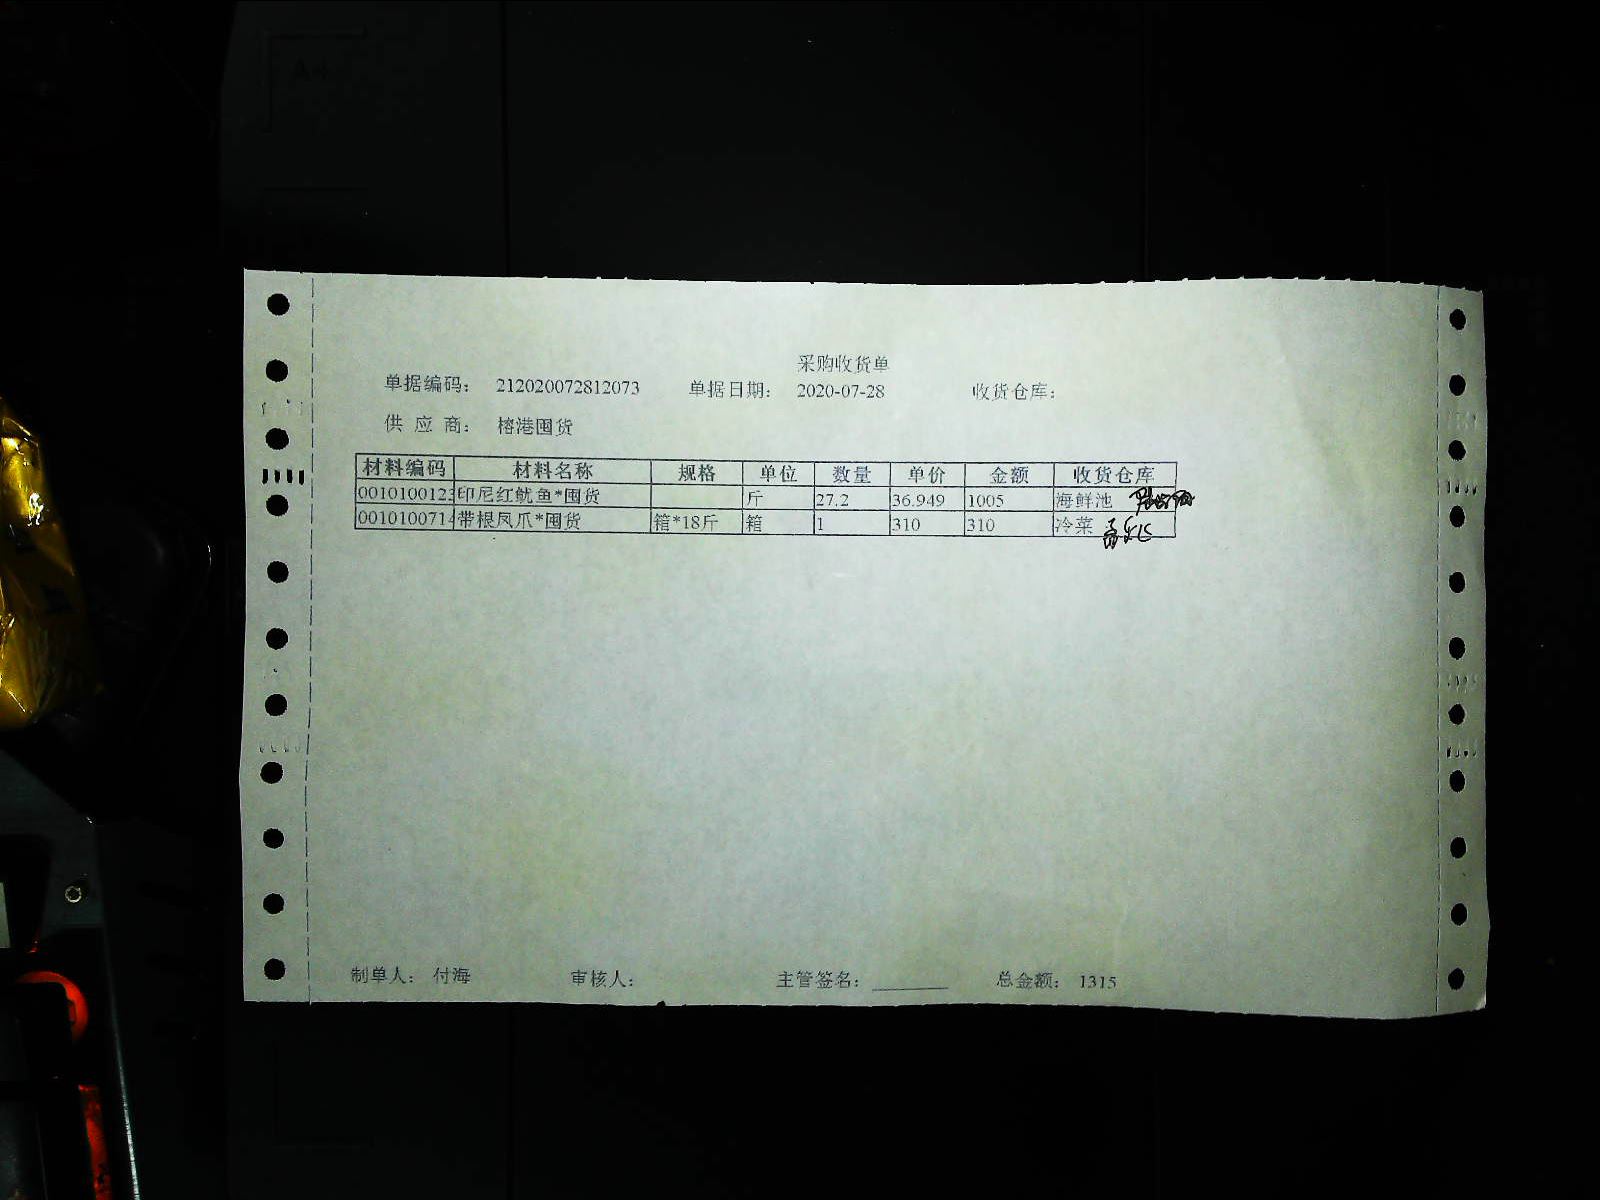 采购收货单
单据编码： 212020072812073 单据日期： 2020-07-28 收货仓库：
供 应 商： 榕港囤货
材料编码 材料名称 规格 单位 数量 单价 金额 收货仓库
0010100123 印尼红鱿鱼*囤货 斤 27.2 36.949 1005 海鲜池
0010100714 带根凤爪*囤货 箱*18斤 箱 1 310 310 冷菜
制单人： 付海 审核人： 主管签名： 总金额： 1315